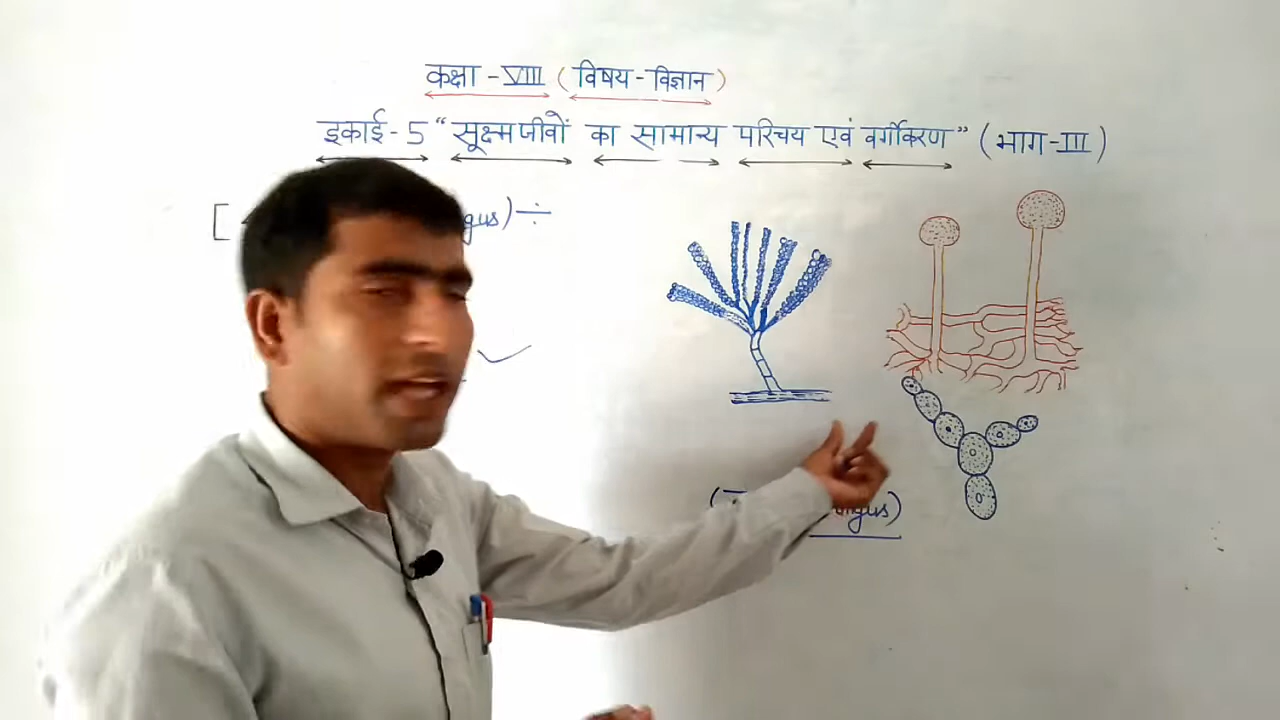 कक्षा - VIII ( विषय - विज्ञान )
इकाई - 5 “ सूक्ष्मजीवों का सामान्य परिचय एवं वर्गीकरण ” ( भाग - III )